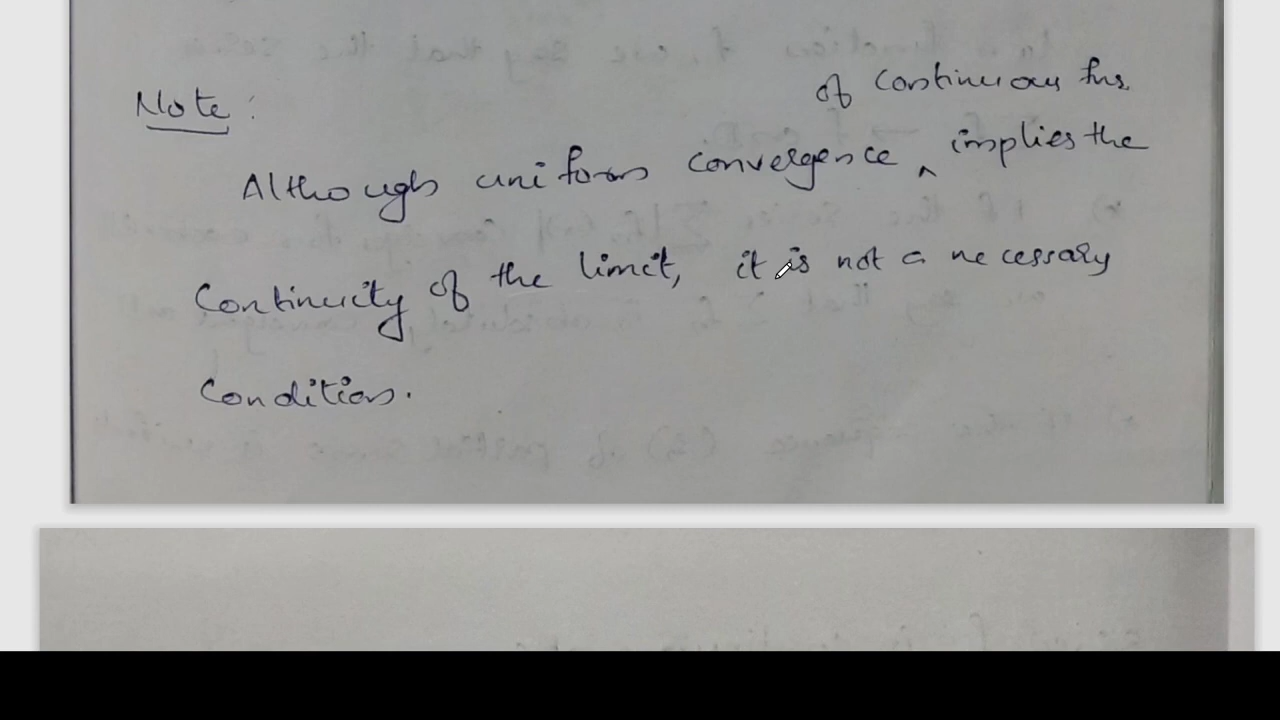 Note:
of continuous fns.
Although uniform convergence ^ implies the
Continuity of the limit, it is not a necessary
Condition.